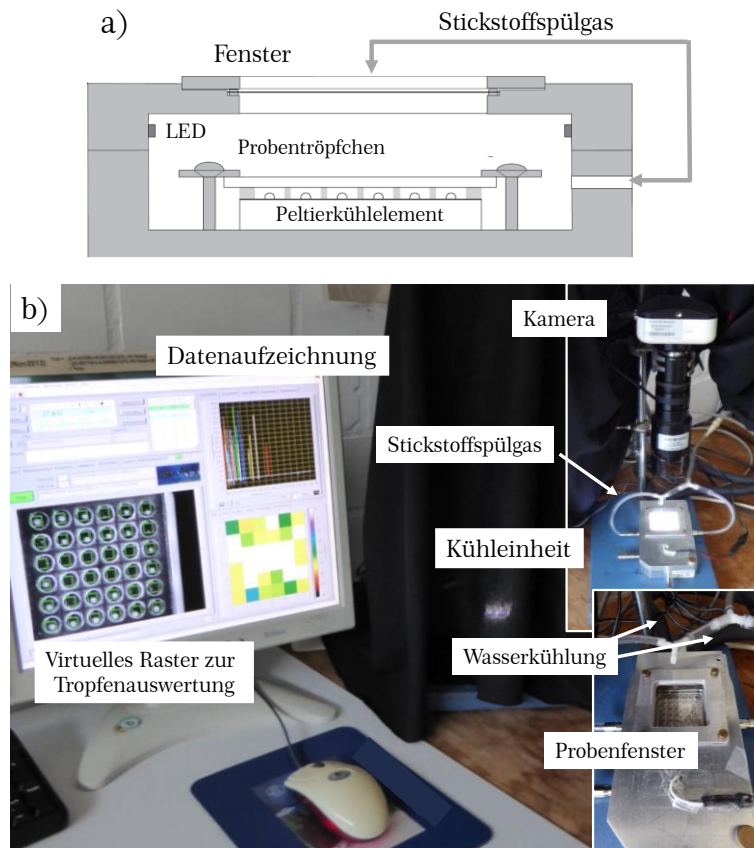 a)
Stickstoffspülgas
Fenster
LED
Probentröpfchen
Peltierkühlelement
b)
Kamera
Datenaufzeichnung
Stickstoffspülgas
Kühleinheit
Wasserkühlung
Virtuelles Raster zur
Tropfenauswertung
Probenfenster